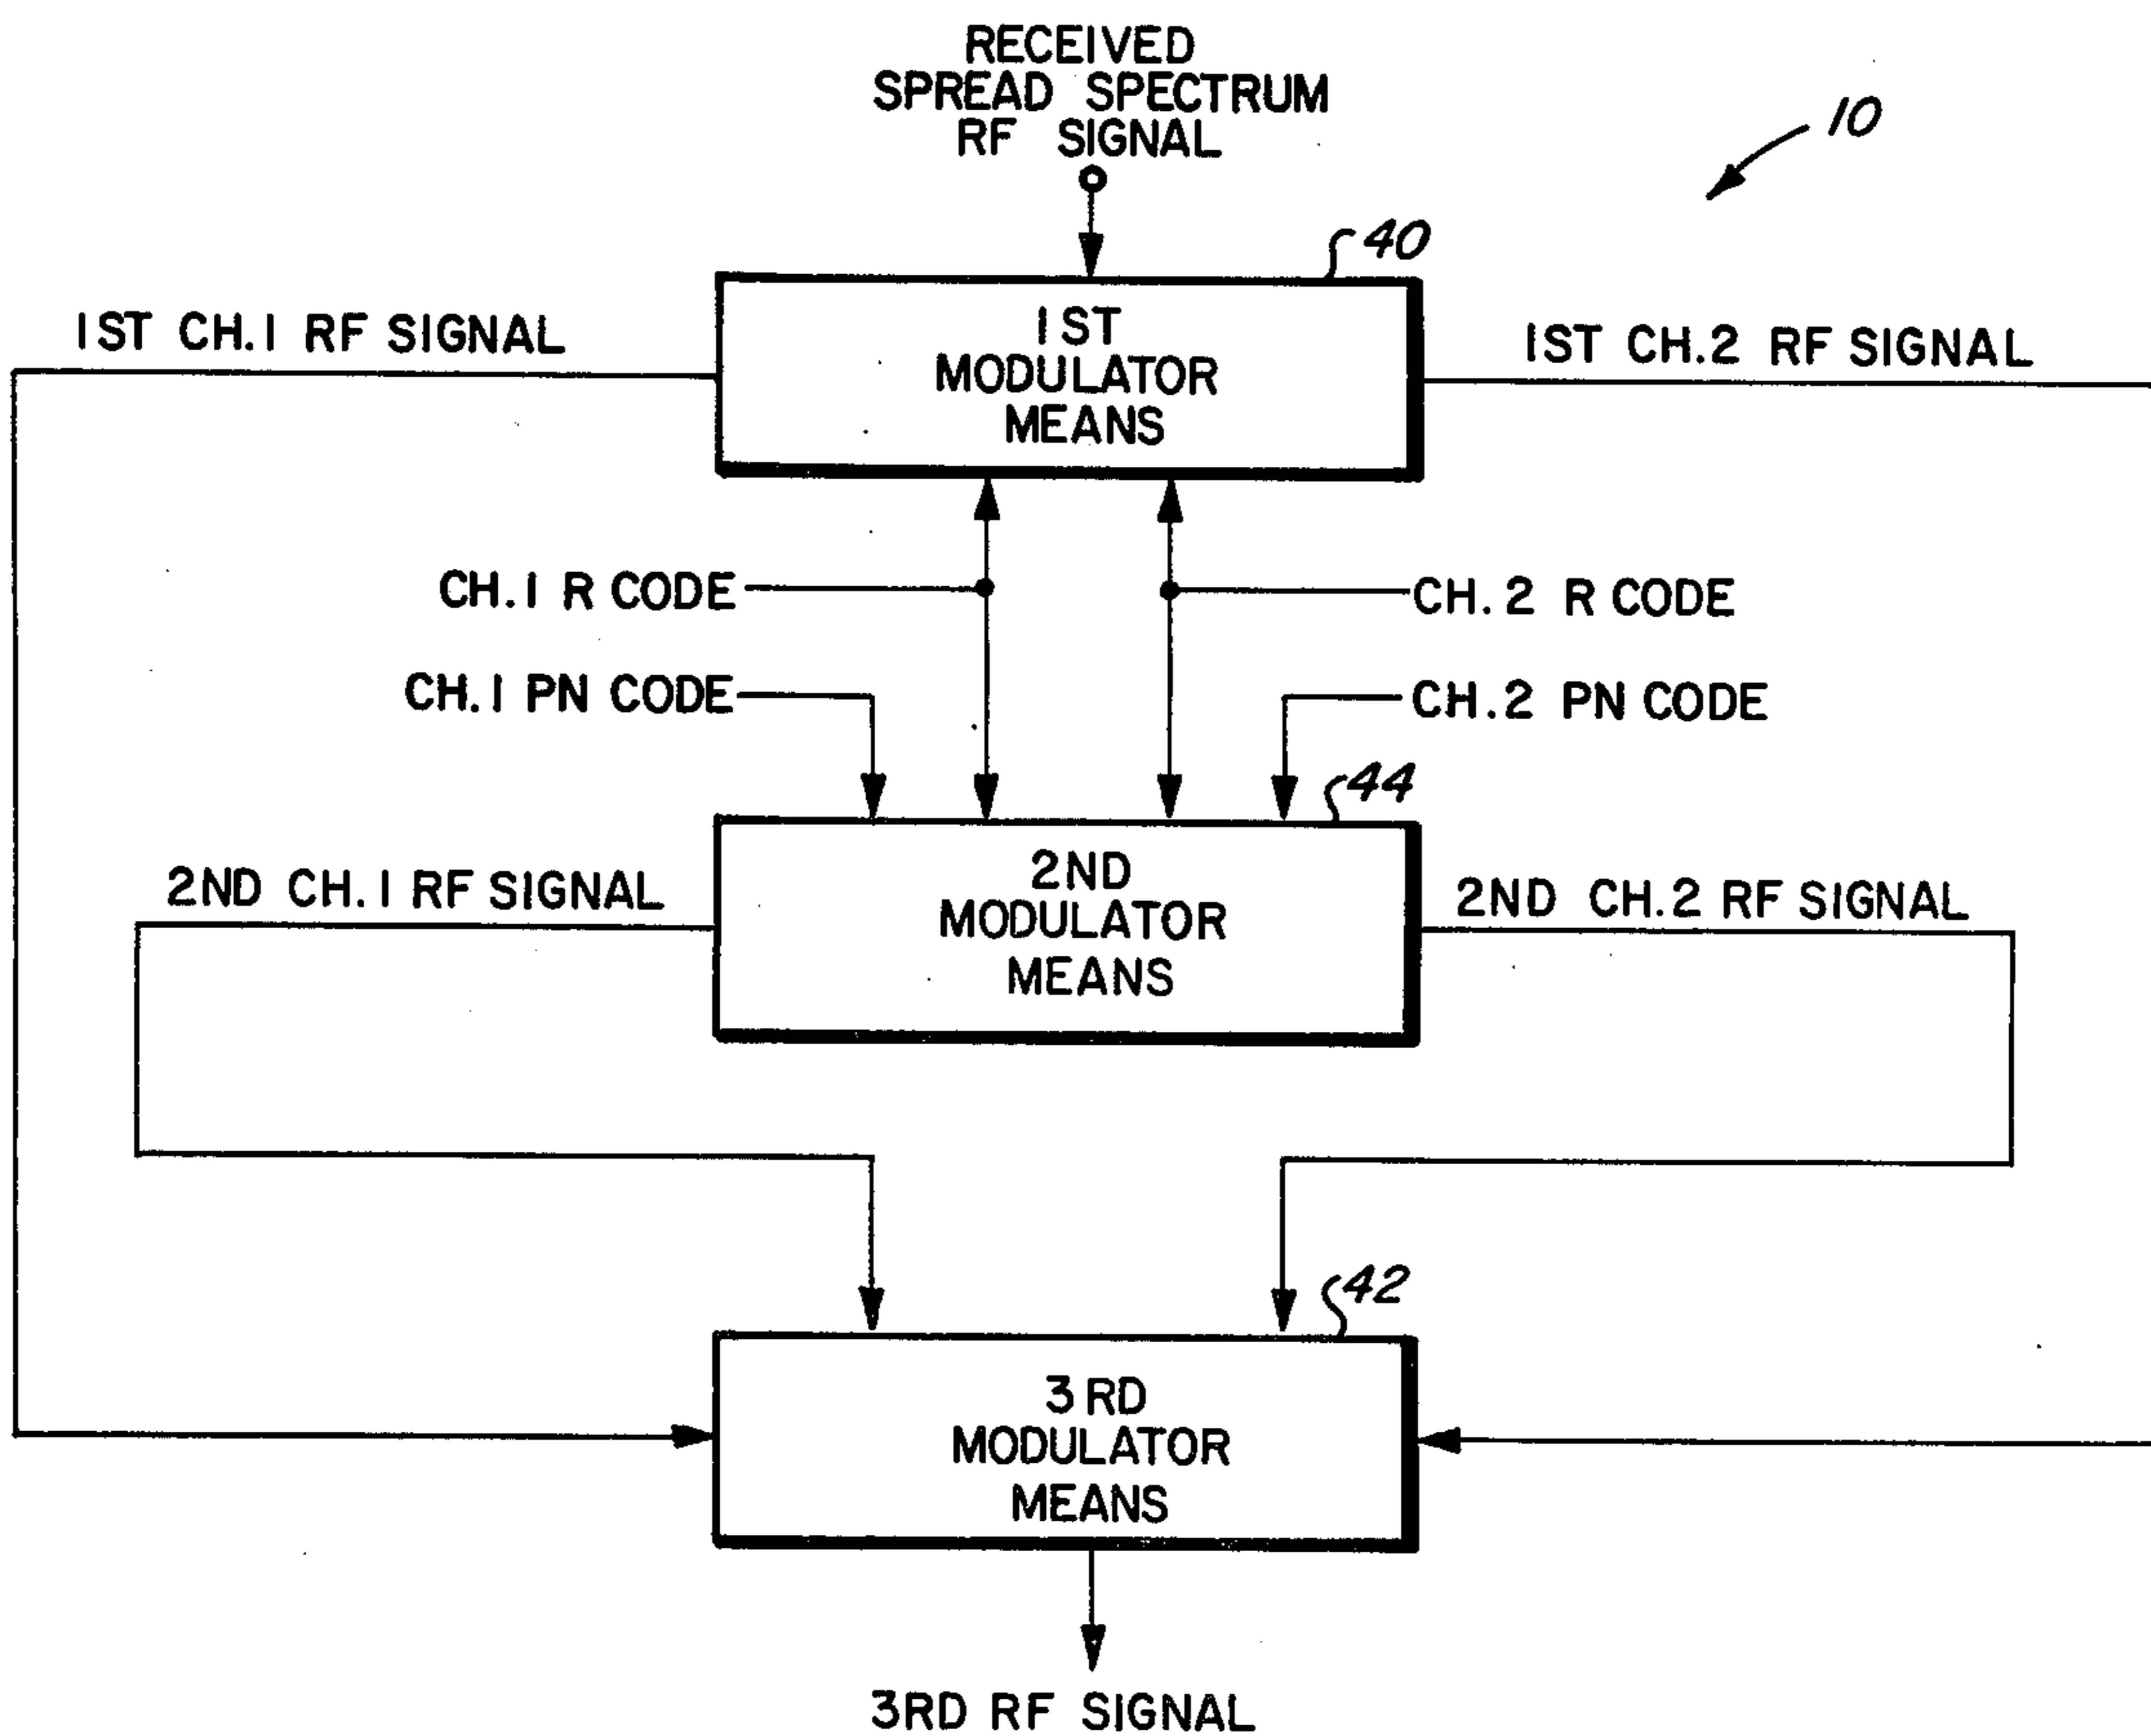 RECEIVED
SPREAD SPECTRUM
RF SIGNAL
10
40
1ST CH.1 RF SIGNAL
1ST
MODULATOR
MEANS
1ST CH.2 RF SIGNAL
CH.1 R CODE
CH.2 R CODE
CH.1 PN CODE
CH.2 PN CODE
44
2ND CH.1 RF SIGNAL
2ND
MODULATOR
MEANS
2ND CH.2 RF SIGNAL
42
3RD
MODULATOR
MEANS
3RD RF SIGNAL